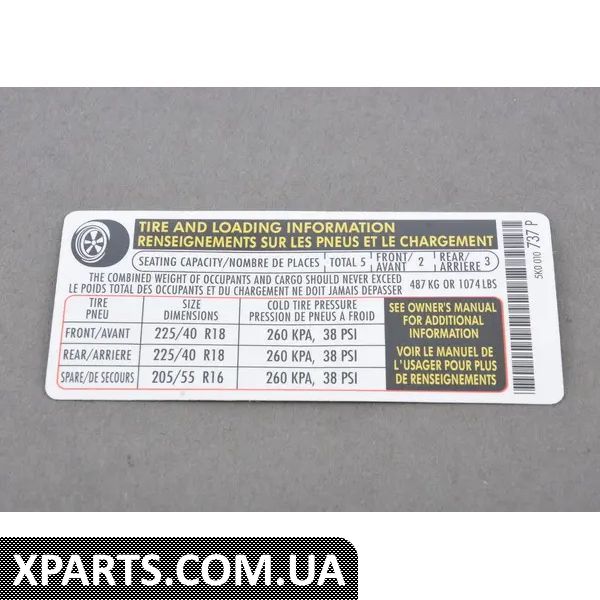 TIRE AND LOADING INFORMATION
RENSEIGNEMENTS SUR LES PNEUS ET LE CHARGEMENT
SEATING CAPACITY/NOMBRE DE PLACES TOTAL 5 FRONT/AVANT 2 REAR/ARRIERE 3
THE COMBINED WEIGHT OF OCCUPANTS AND CARGO SHOULD NEVER EXCEED
LE POIDS TOTAL DES OCCUPANTS ET DU CHARGEMENT NE DOIT JAMAIS DEPASSER
487 KG OR 1074 LBS
TIRE SIZE COLD TIRE PRESSURE
PNEU DIMENSIONS PRESSION DE PNEUS A FROID
FRONT/AVANT 225/40 R18 260 KPA, 38 PSI
REAR/ARRIERE 225/40 R18 260 KPA, 38 PSI
SPARE/DE SECOURS 205/55 R16 260 KPA, 38 PSI
SEE OWNER'S MANUAL
FOR ADDITIONAL
INFORMATION
VOIR LE MANUEL DE
L'USAGER POUR PLUS
DE RENSEIGNEMENTS
5K0 010 737 P
XPARTS.COM.UA